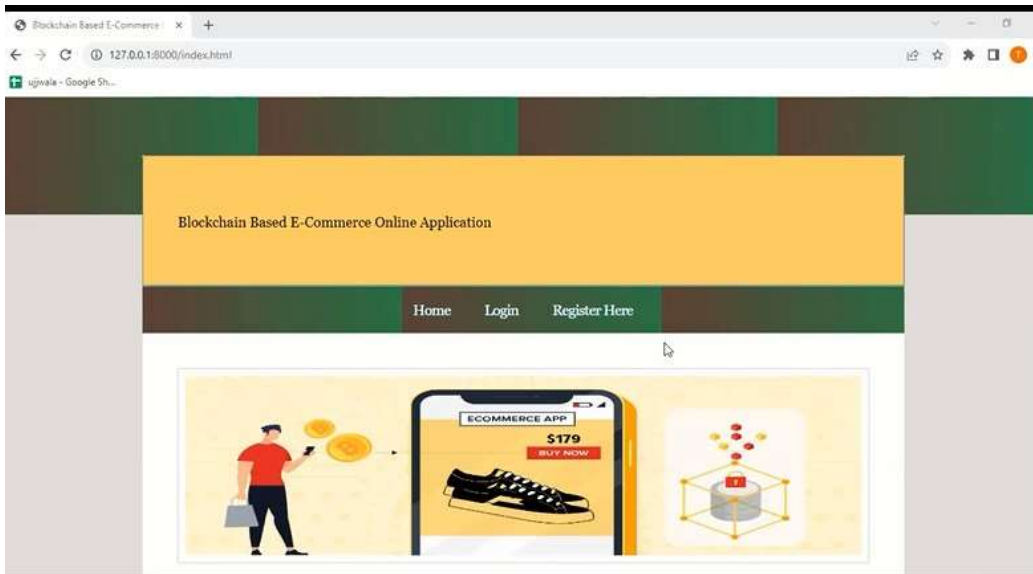 Blockchain Based E-Commerce
127.0.0.1:8000/index.html
ujjwala - Google Sh...
Blockchain Based E-Commerce Online Application
Home Login Register Here
ECOMMERCE APP
$179
BUY NOW